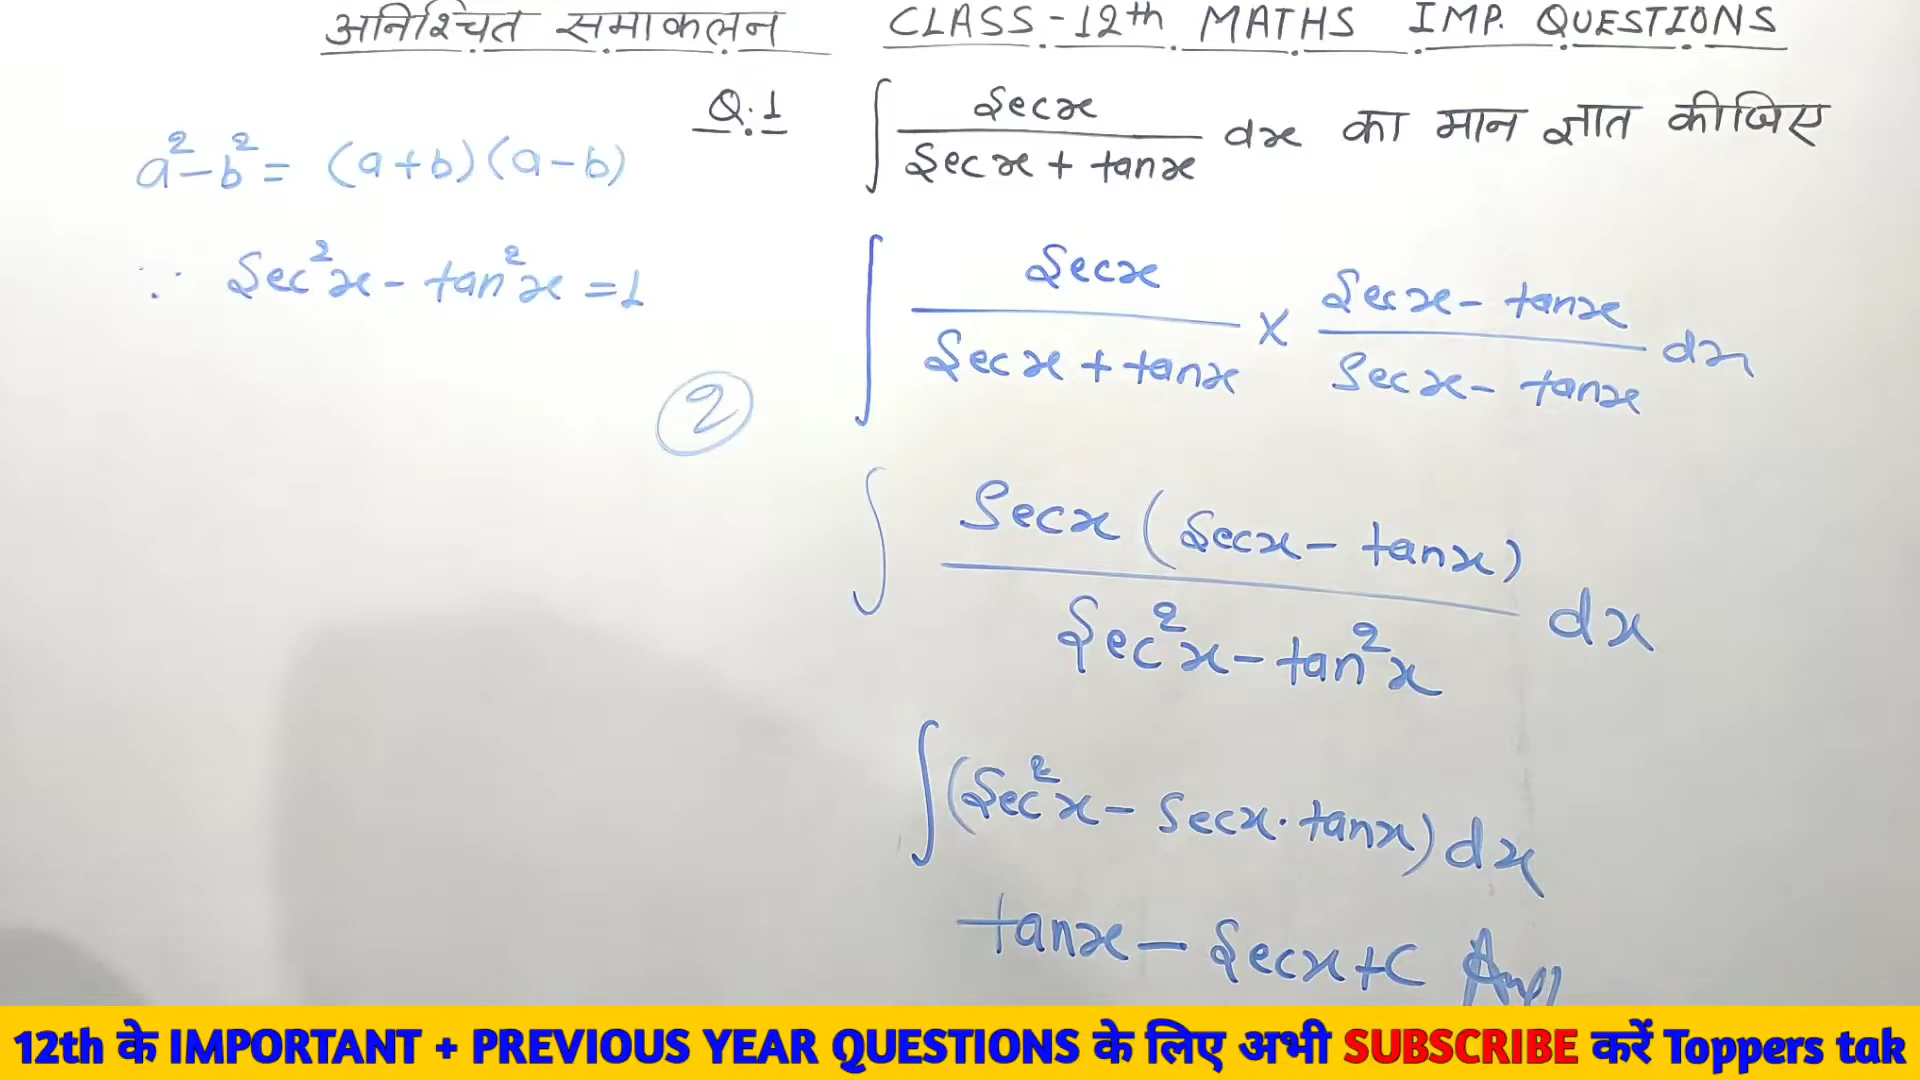 अनिश्चित समाकलन CLASS-12th MATHS IMP. QUESTIONS
Q.1 ∫ secx / (secx + tanx) dx का मान ज्ञात कीजिए
a² - b² = (a+b)(a-b)
∵ sec²x - tan²x = 1
∫ secx / (secx + tanx) × (secx - tanx) / (secx - tanx) dx
2
∫ secx (secx - tanx) / (sec²x - tan²x) dx
∫(sec²x - secx·tanx)dx
tanx - secx + C Ans
12th के IMPORTANT + PREVIOUS YEAR QUESTIONS के लिए अभी SUBSCRIBE करें Toppers tak